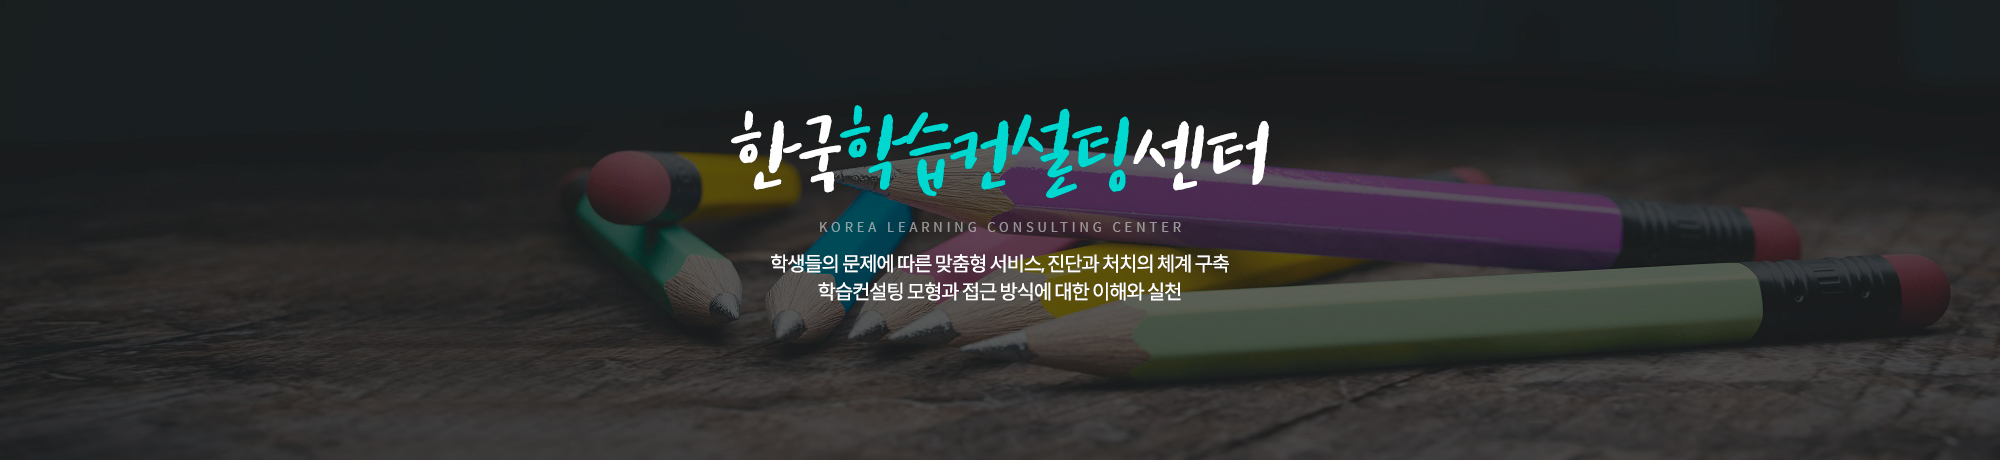 한국학습컨설팅센터
KOREA LEARNING CONSULTING CENTER
학생들의 문제에 따른 맞춤형 서비스, 진단과 처치의 체계 구축
학습컨설팅 모형과 접근 방식에 대한 이해와 실천